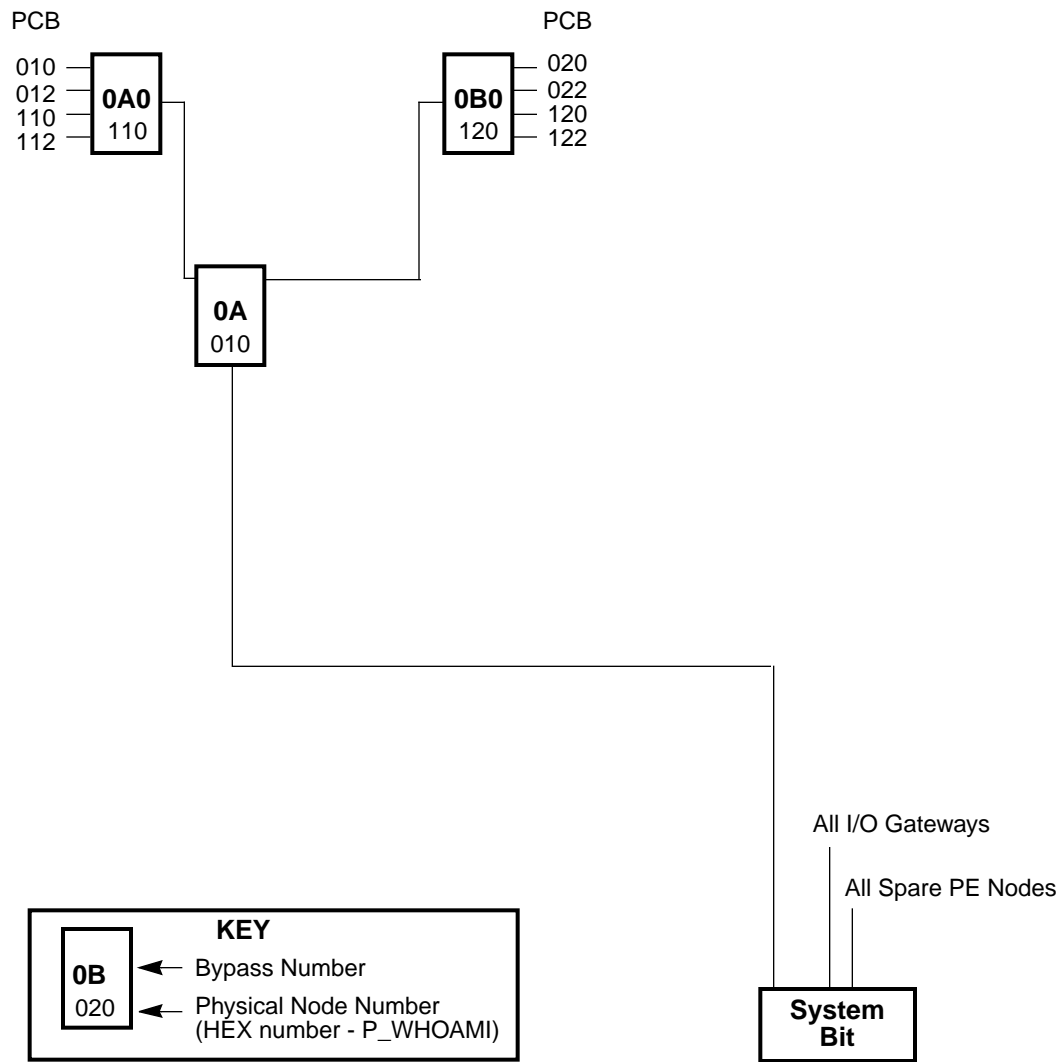 PCB
010
012
110
112
0A0
110
PCB
0B0
120
020
022
120
122
0A
010
All I/O Gateways
All Spare PE Nodes
System
Bit
KEY
0B
020
Bypass Number
Physical Node Number
(HEX number - P_WHOAMI)